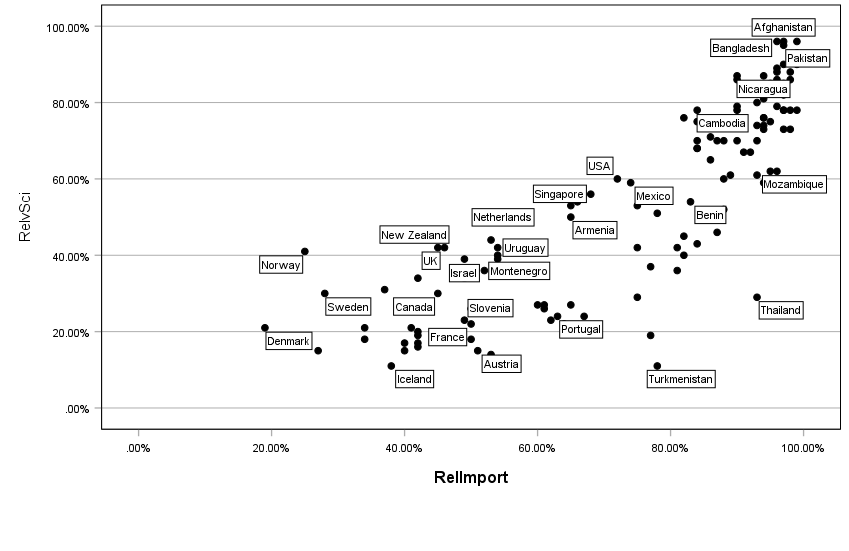 100.00%
80.00%
60.00%
40.00%
20.00%
.00%
RelvSci
Afghanistan
Bangladesh
Pakistan
Nicaragua
Cambodia
USA
Mozambique
Singapore
Mexico
Netherlands
Benin
Armenia
New Zealand
Uruguay
UK
Norway
Israel
Montenegro
Sweden
Canada
Slovenia
Thailand
Portugal
Denmark
France
Austria
Iceland
Turkmenistan
.00%
20.00%
40.00%
60.00%
80.00%
100.00%
RelImport